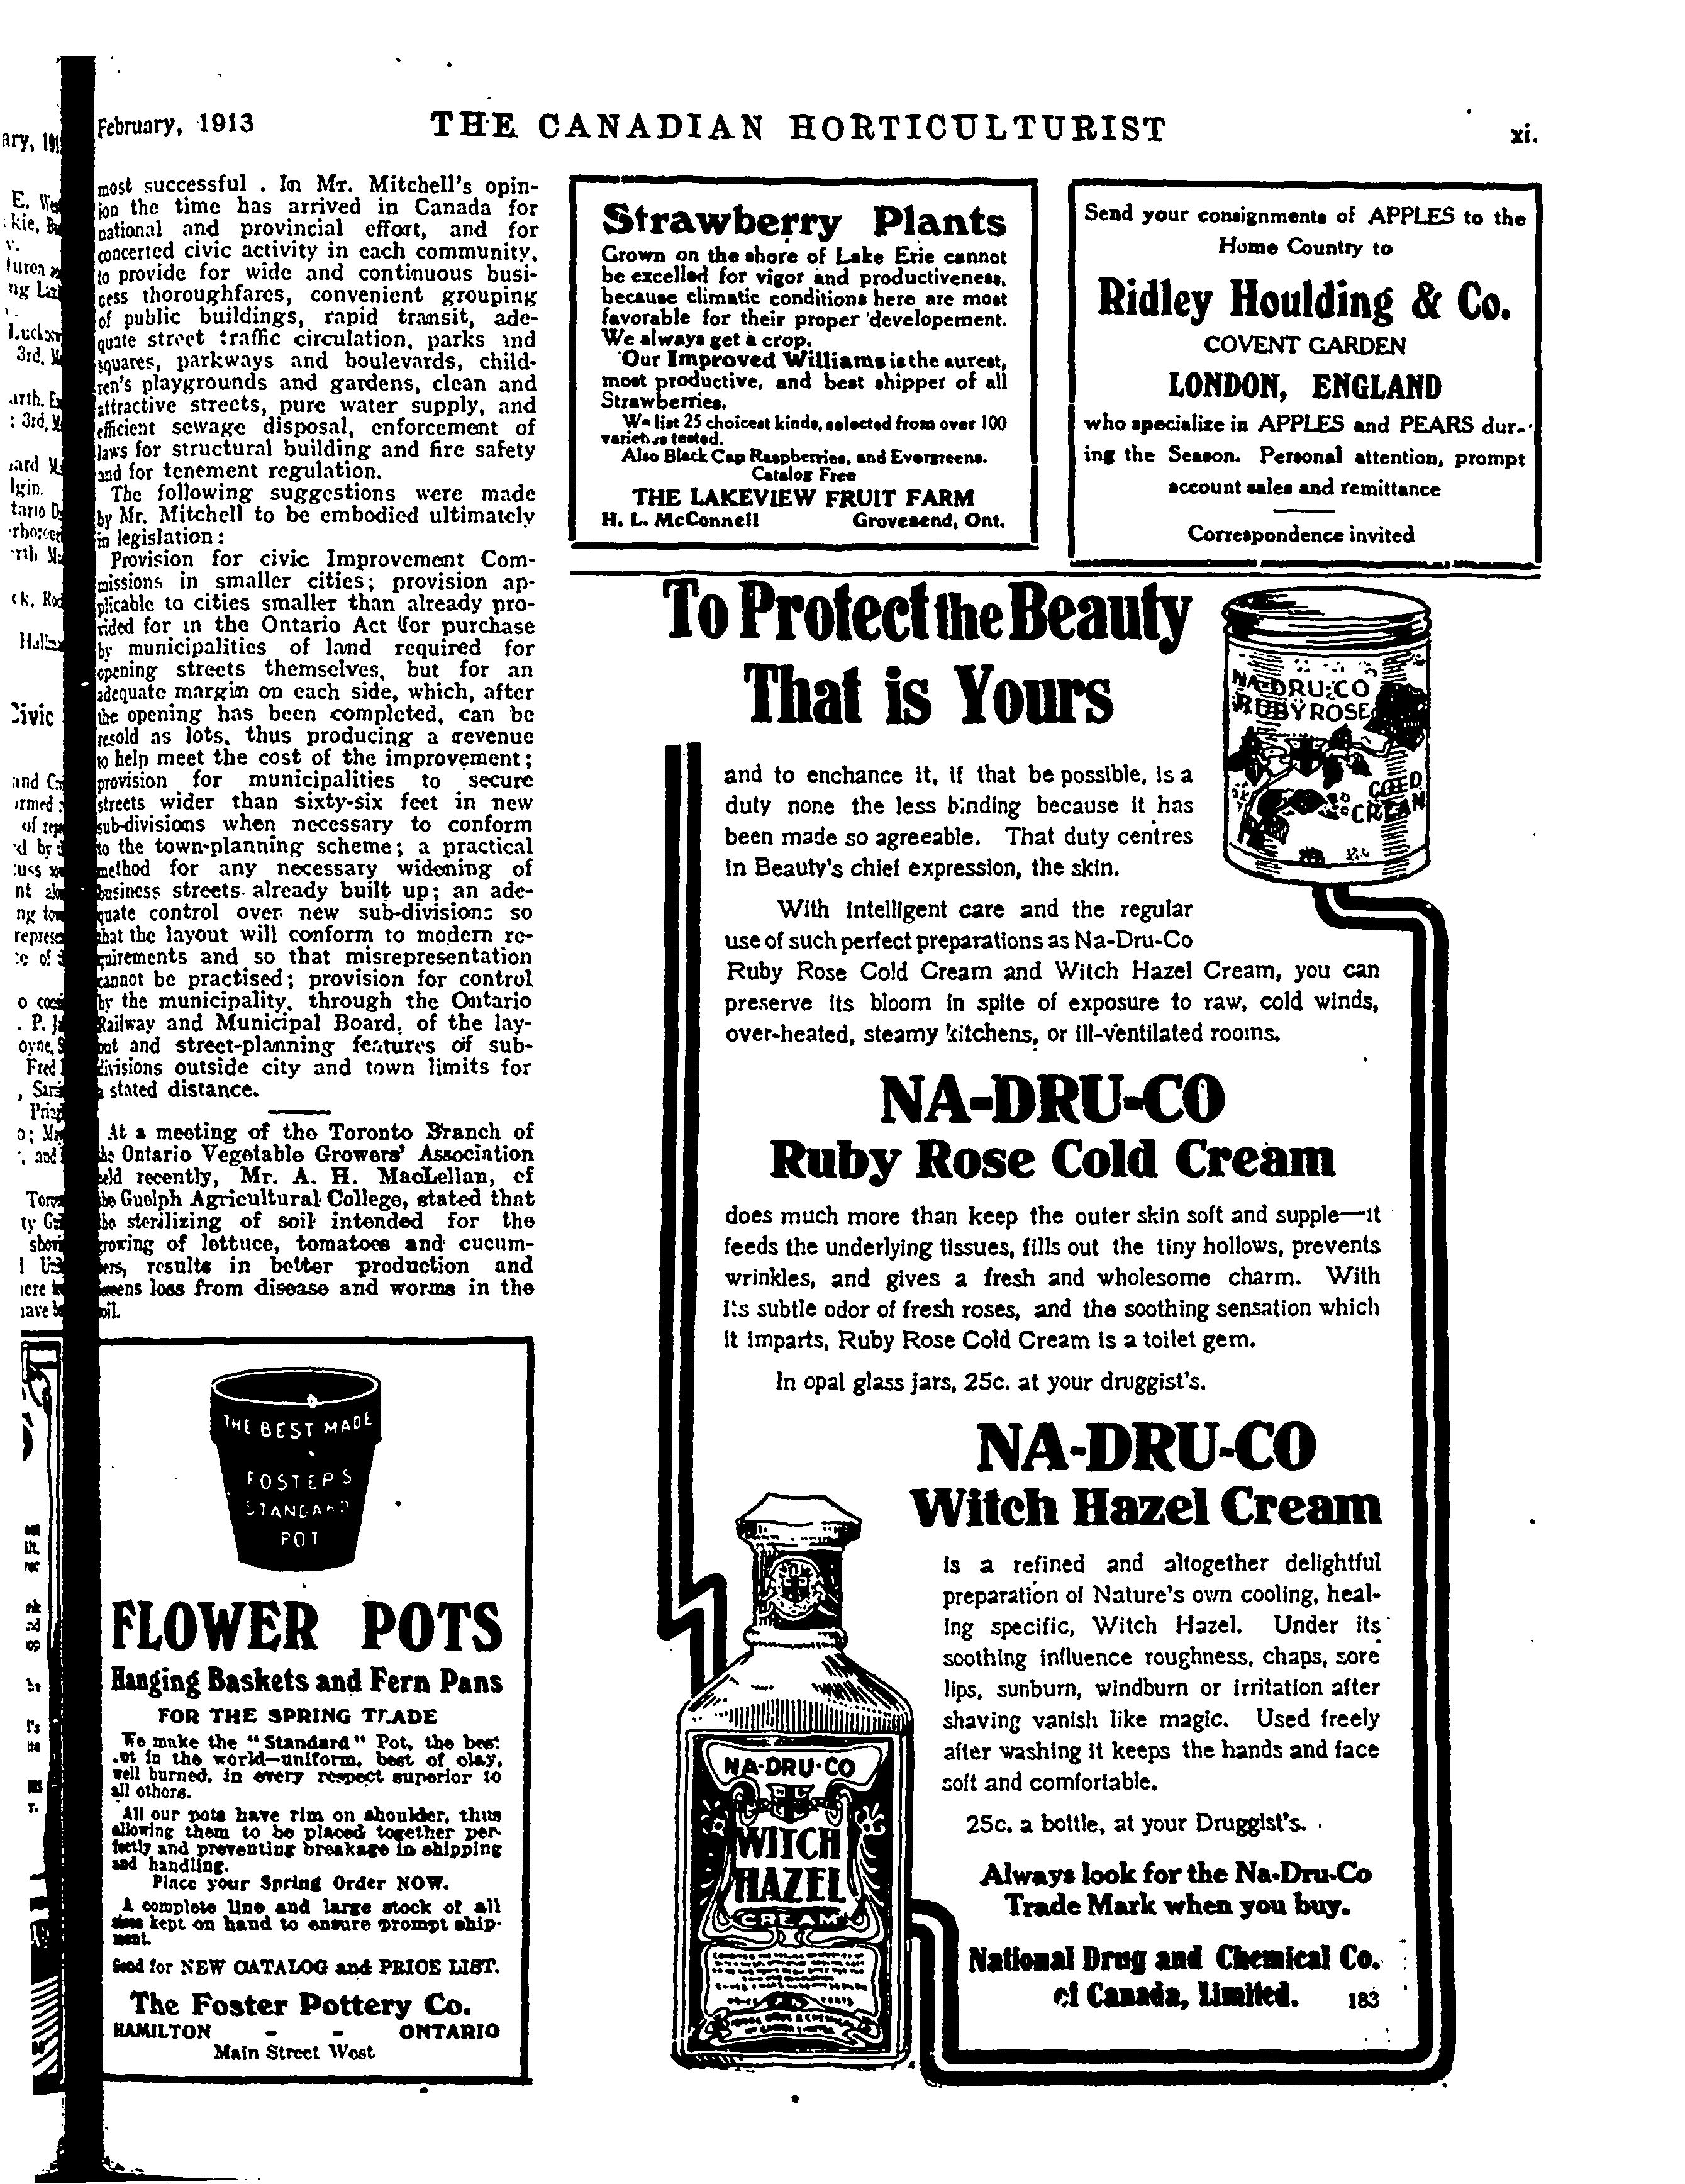 February, 1913
THE CANADIAN HORTICULTURIST
xi.
most successful . In Mr. Mitchell's opin-
ion the time has arrived in Canada for
national and provincial effort, and for
concerted civic activity in each community,
to provide for wide and continuous busi-
ness thoroughfares, convenient grouping
of public buildings, rapid transit, ade-
quate street traffic circulation, parks and
squares, parkways and boulevards, child-
ren's playgrounds and gardens, clean and
attractive streets, pure water supply, and
efficient sewage disposal, enforcement of
laws for structural building and fire safety
and for tenement regulation.
The following suggestions were made
by Mr. Mitchell to be embodied ultimately
in legislation :
Provision for civic Improvement Com-
missions in smaller cities; provision ap-
plicable to cities smaller than already pro-
vided for in the Ontario Act for purchase
by municipalities of land required for
opening streets themselves, but for an
adequate margin on each side, which, after
the opening has been completed, can be
resold as lots, thus producing a revenue
to help meet the cost of the improvement;
provision for municipalities to secure
streets wider than sixty-six feet in new
sub-divisions when necessary to conform
to the town-planning scheme; a practical
method for any necessary widening of
business streets already built up; an ade-
quate control over new sub-divisions so
that the layout will conform to modern re-
quirements and so that misrepresentation
cannot be practised; provision for control
by the municipality, through the Ontario
Railway and Municipal Board, of the lay-
out and street-planning features of sub-
divisions outside city and town limits for
a stated distance.
At a meeting of the Toronto Branch of
the Ontario Vegetable Growers' Association
held recently, Mr. A. H. MacLellan, of
the Guelph Agricultural College, stated that
the sterilizing of soil intended for the
growing of lettuce, tomatoes and cucum-
bers, results in better production and
lessens loss from disease and worms in the
soil.
THE BEST MADE
FOSTER'S
STANDARD
POT
FLOWER POTS
Hanging Baskets and Fern Pans
FOR THE SPRING TRADE
We make the "Standard" Pot, the best
pot in the world—uniform, best of clay,
well burned, in every respect superior to
all others.
All our pots have rim on shoulder, thus
allowing them to be placed together per-
fectly and preventing breakage in shipping
and handling.
Place your Spring Order NOW.
A complete line and large stock of all
sizes kept on hand to ensure prompt ship-
ment.
Send for NEW CATALOG and PRICE LIST.
The Foster Pottery Co.
HAMILTON - - ONTARIO
Main Street West
Strawberry Plants
Grown on the shore of Lake Erie cannot
be excelled for vigor and productiveness,
because climatic conditions here are most
favorable for their proper developement.
We always get a crop.
Our Improved Williams is the surest,
most productive, and best shipper of all
Strawberries.
We list 25 choicest kinds, selected from over 100
varieties tested.
Also Black Cap Raspberries, and Evergreens.
Catalog Free
THE LAKEVIEW FRUIT FARM
H. L. McConnell Grovesend, Ont.
Send your consignments of APPLES to the
Home Country to
Ridley Houlding & Co.
COVENT GARDEN
LONDON, ENGLAND
who specialize in APPLES and PEARS dur-
ing the Season. Personal attention, prompt
account sales and remittance
Correspondence invited
To Protect the Beauty
That is Yours
NA-DRU-CO
RUBY ROSE
COLD
CREAM
and to enchance it, if that be possible, is a
duty none the less binding because it has
been made so agreeable. That duty centres
in Beauty's chief expression, the skin.
With intelligent care and the regular
use of such perfect preparations as Na-Dru-Co
Ruby Rose Cold Cream and Witch Hazel Cream, you can
preserve its bloom in spite of exposure to raw, cold winds,
over-heated, steamy kitchens, or ill-ventilated rooms.
NA-DRU-CO
Ruby Rose Cold Cream
does much more than keep the outer skin soft and supple—it
feeds the underlying tissues, fills out the tiny hollows, prevents
wrinkles, and gives a fresh and wholesome charm. With
its subtle odor of fresh roses, and the soothing sensation which
it imparts, Ruby Rose Cold Cream is a toilet gem.
In opal glass jars, 25c. at your druggist's.
NA-DRU-CO
Witch Hazel Cream
is a refined and altogether delightful
preparation of Nature's own cooling, heal-
ing specific, Witch Hazel. Under its
soothing influence roughness, chaps, sore
lips, sunburn, windburn or irritation after
shaving vanish like magic. Used freely
after washing it keeps the hands and face
soft and comfortable.
25c. a bottle, at your Druggist's.
Always look for the Na-Dru-Co
Trade Mark when you buy.
National Drug and Chemical Co.
of Canada, Limited. 183
NA-DRU-CO
WITCH
HAZEL
CREAM